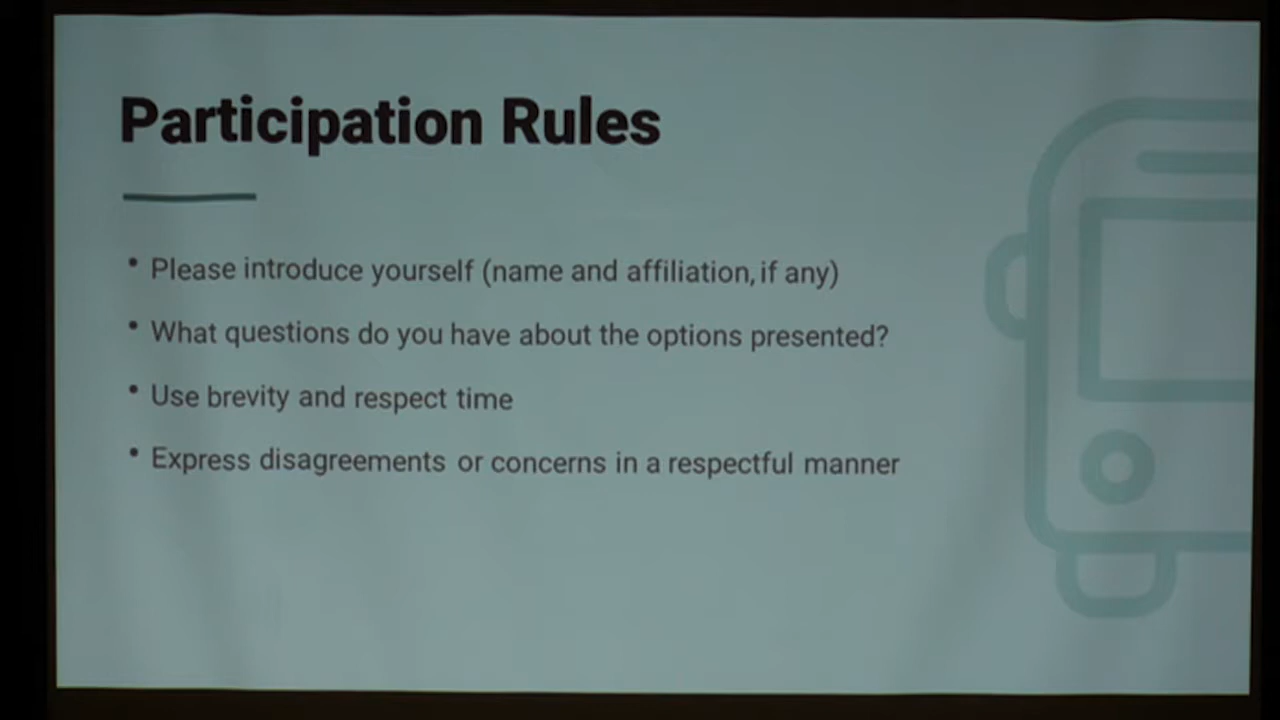 Participation Rules
• Please introduce yourself (name and affiliation, if any)
• What questions do you have about the options presented?
• Use brevity and respect time
• Express disagreements or concerns in a respectful manner